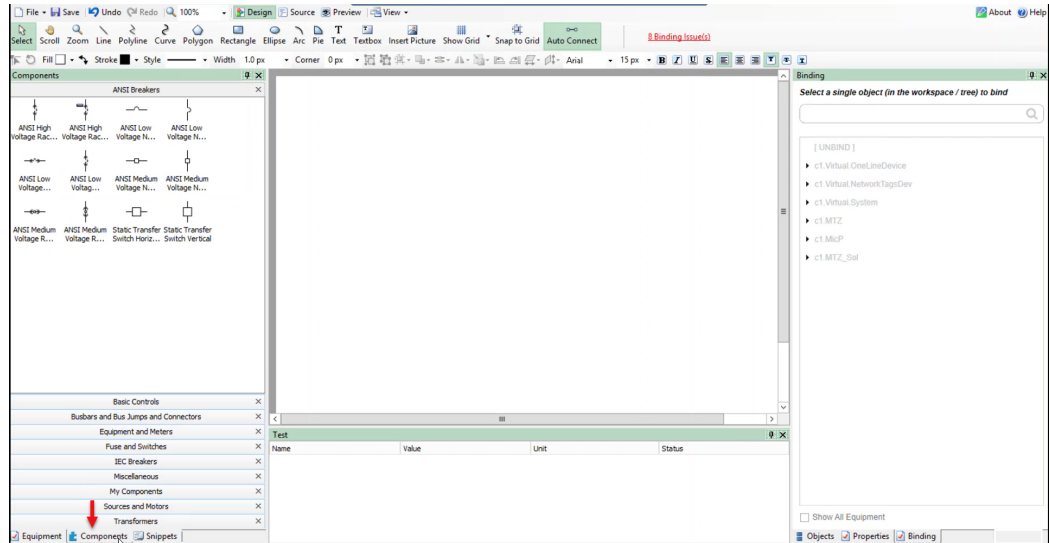 File Save Undo Redo 100% Design Source Preview View About Help
Select Scroll Zoom Line Polyline Curve Polygon Rectangle Ellipse Arc Pie Text Textbox Insert Picture Show Grid Snap to Grid Auto Connect 8 Binding Issue(s)
Fill Stroke Style Width 1.0 px Corner 0 px Arial 15 px B I U S
Components
ANSI Breakers
ANSI High Voltage Rac...
ANSI High Voltage Rac...
ANSI Low Voltage N...
ANSI Low Voltage N...
ANSI Low Voltage...
ANSI Low Voltag...
ANSI Medium Voltage N...
ANSI Medium Voltage N...
ANSI Medium Voltage R...
ANSI Medium Voltage R...
Static Transfer Switch Horiz...
Static Transfer Switch Vertical
Basic Controls
Busbars and Bus Jumps and Connectors
Equipment and Meters
Fuse and Switches
IEC Breakers
Miscellaneous
My Components
Sources and Motors
Transformers
Equipment Components Snippets
Test
Name Value Unit Status
Binding
Select a single object (in the workspace / tree) to bind
[ UNBIND ]
c1.Virtual.OneLineDevice
c1.Virtual.NetworkTagsDev
c1.Virtual.System
c1.MTZ
c1.MicP
c1.MTZ_Sol
Show All Equipment
Objects Properties Binding